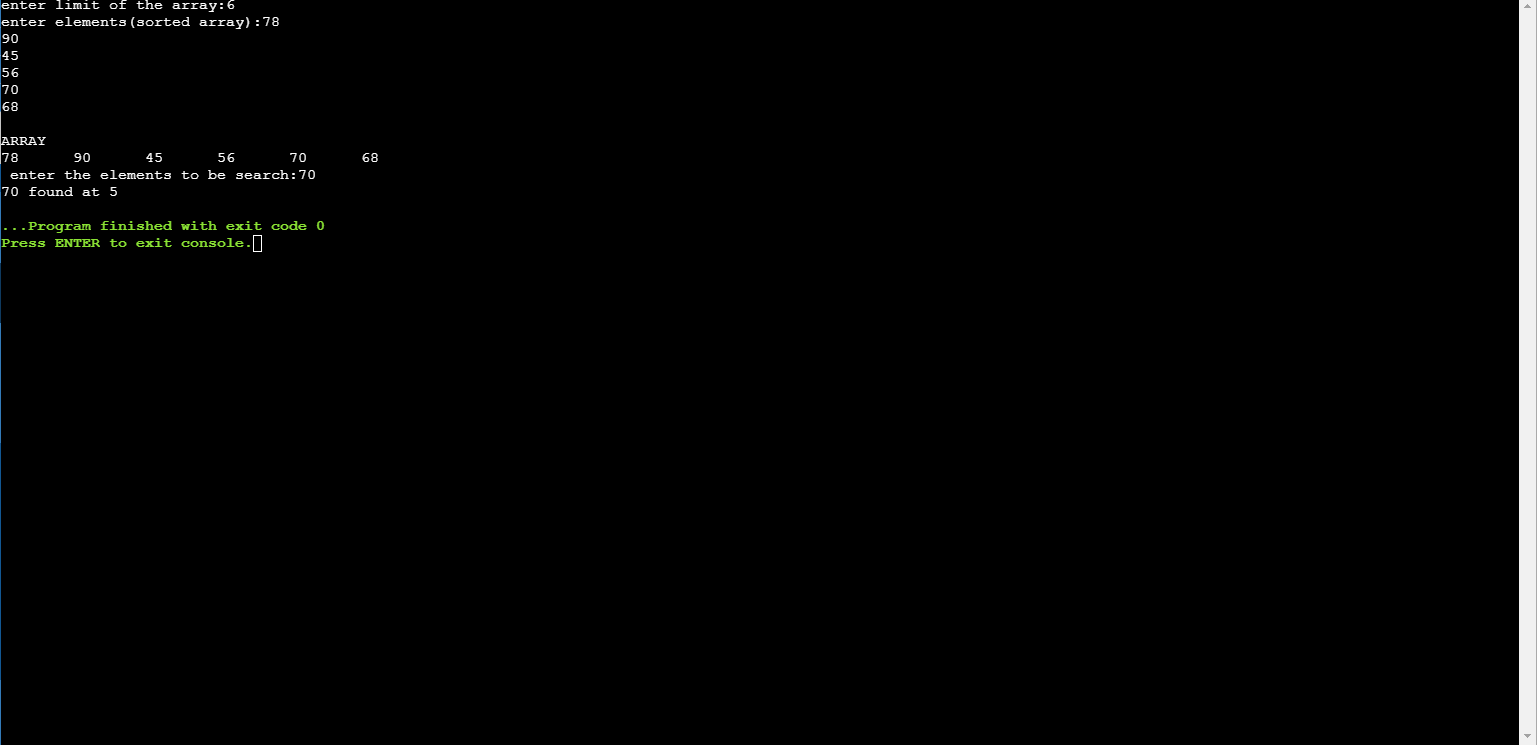 enter limit of the array:6
enter elements(sorted array):78
90
45
56
70
68
ARRAY
78 90 45 56 70 68
enter the elements to be search:70
70 found at 5
...Program finished with exit code 0
Press ENTER to exit console.